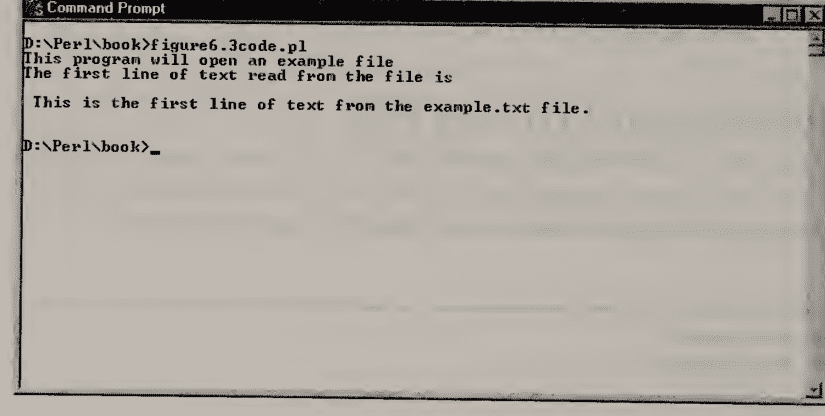 Command Prompt
D:\Perl\book>figure6.3code.pl
This program will open an example file
The first line of text read from the file is
This is the first line of text from the example.txt file.
D:\Perl\book>_